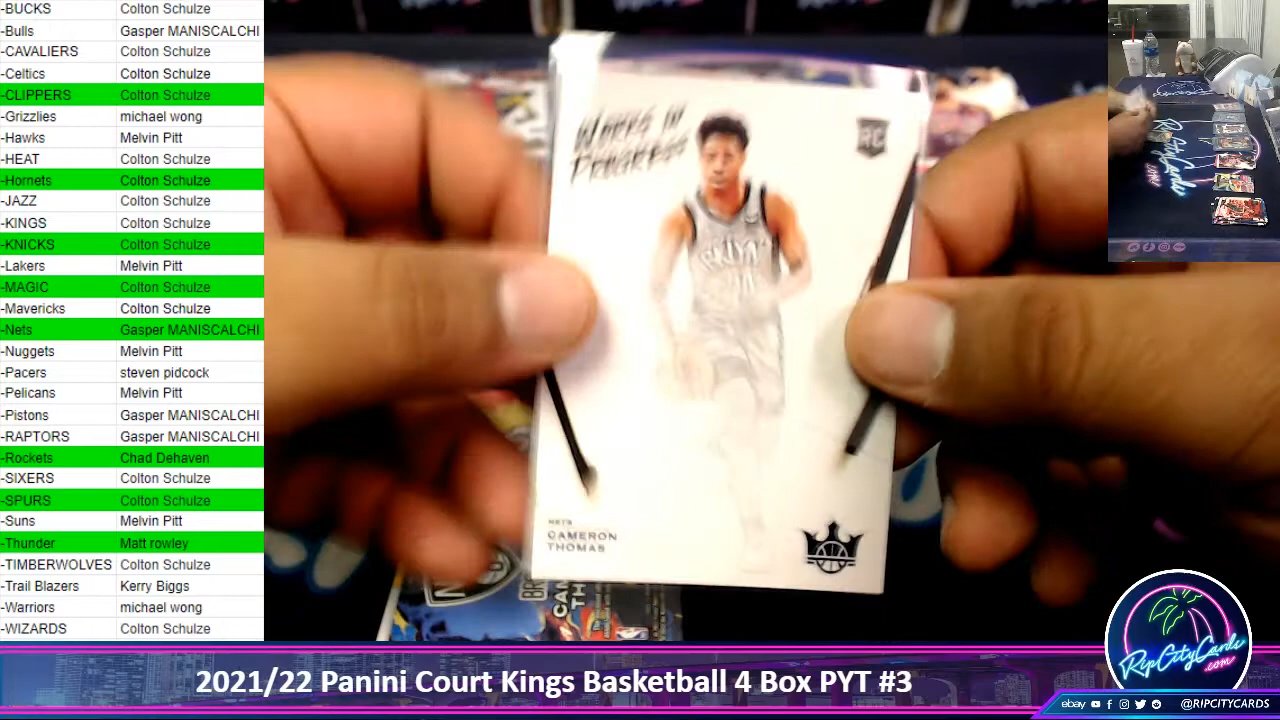 -BUCKS Colton Schulze
-Bulls Gasper MANISCALCHI
-CAVALIERS Colton Schulze
-Celtics Colton Schulze
-CLIPPERS Colton Schulze
-Grizzlies michael wong
-Hawks Melvin Pitt
-HEAT Colton Schulze
-Hornets Colton Schulze
-JAZZ Colton Schulze
-KINGS Colton Schulze
-KNICKS Colton Schulze
-Lakers Melvin Pitt
-MAGIC Colton Schulze
-Mavericks Colton Schulze
-Nets Gasper MANISCALCHI
-Nuggets Melvin Pitt
-Pacers steven pidcock
-Pelicans Melvin Pitt
-Pistons Gasper MANISCALCHI
-RAPTORS Gasper MANISCALCHI
-Rockets Chad Dehaven
-SIXERS Colton Schulze
-SPURS Colton Schulze
-Suns Melvin Pitt
-Thunder Matt rowley
-TIMBERWOLVES Colton Schulze
-Trail Blazers Kerry Biggs
-Warriors michael wong
-WIZARDS Colton Schulze
WORKS IN
PROGRESS
RC
NETS
CAMERON
THOMAS
RipCityCards
.com
2021/22 Panini Court Kings Basketball 4 Box PYT #3
ebay @RIPCITYCARDS